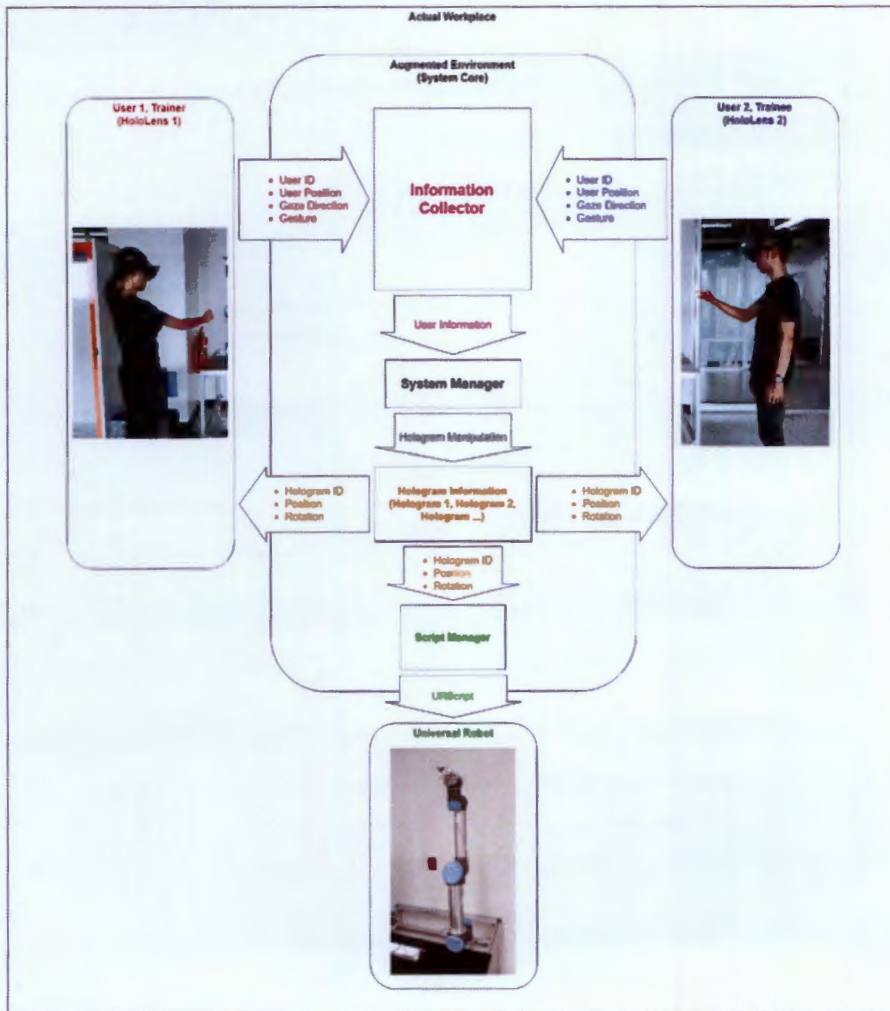 Actual Workplace
Augmented Environment
(System Core)
User 1, Trainer
(HoloLens 1)
User 2, Trainee
(HoloLens 2)
• User ID
• User Position
• Gaze Direction
• Gesture
Information
Collector
• User ID
• User Position
• Gaze Direction
• Gesture
User Information
System Manager
Hologram Manipulation
• Hologram ID
• Position
• Rotation
Hologram Information
(Hologram 1, Hologram 2,
Hologram ...)
• Hologram ID
• Position
• Rotation
• Hologram ID
• Position
• Rotation
Script Manager
URScript
Universal Robot